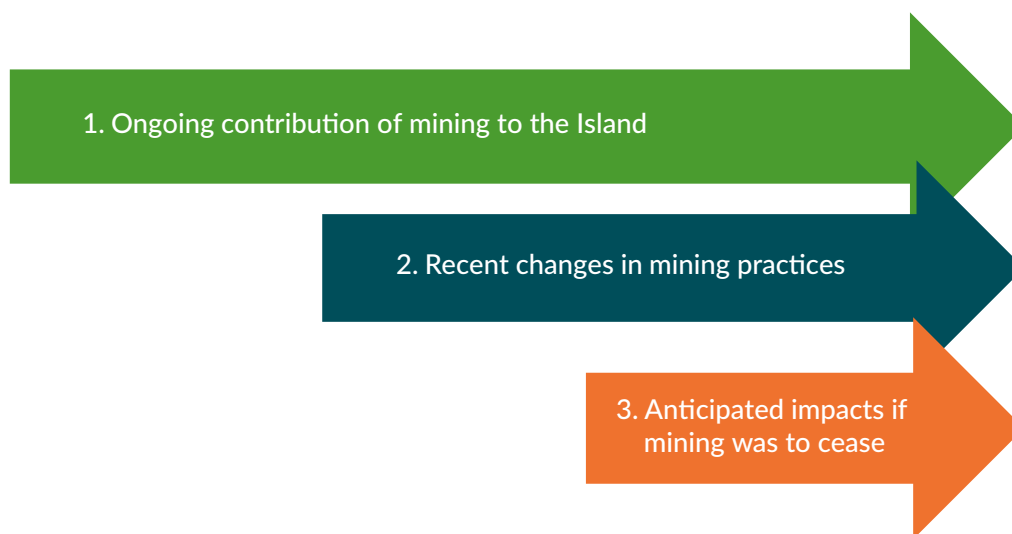 1. Ongoing contribution of mining to the Island
2. Recent changes in mining practices
3. Anticipated impacts if
mining was to cease